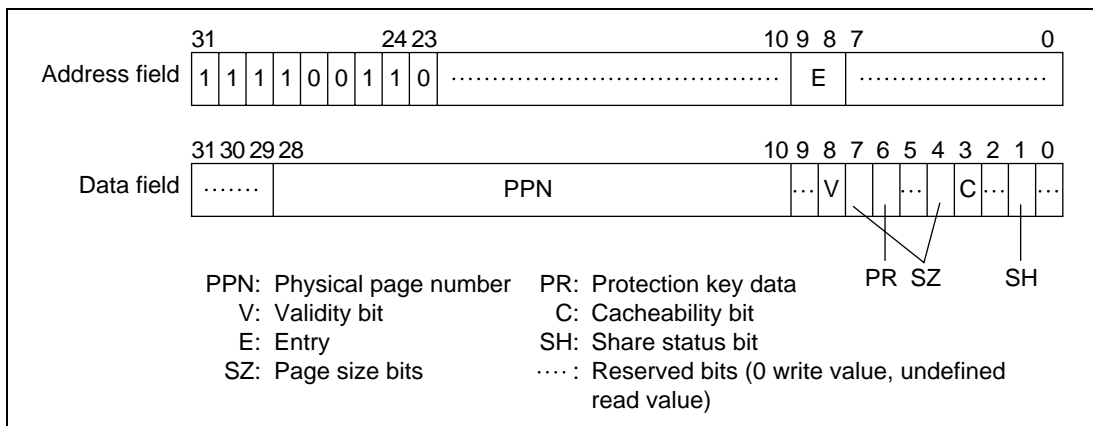 31 24 23 10 9 8 7 0
Address field 1 1 1 1 0 0 1 1 0 ········ E ········
31 30 29 28 10 9 8 7 6 5 4 3 2 1 0
Data field ······· PPN ··· V ··· C ··· ···
PR SZ SH
PPN: Physical page number PR: Protection key data
V: Validity bit C: Cacheability bit
E: Entry SH: Share status bit
SZ: Page size bits ····: Reserved bits (0 write value, undefined
read value)